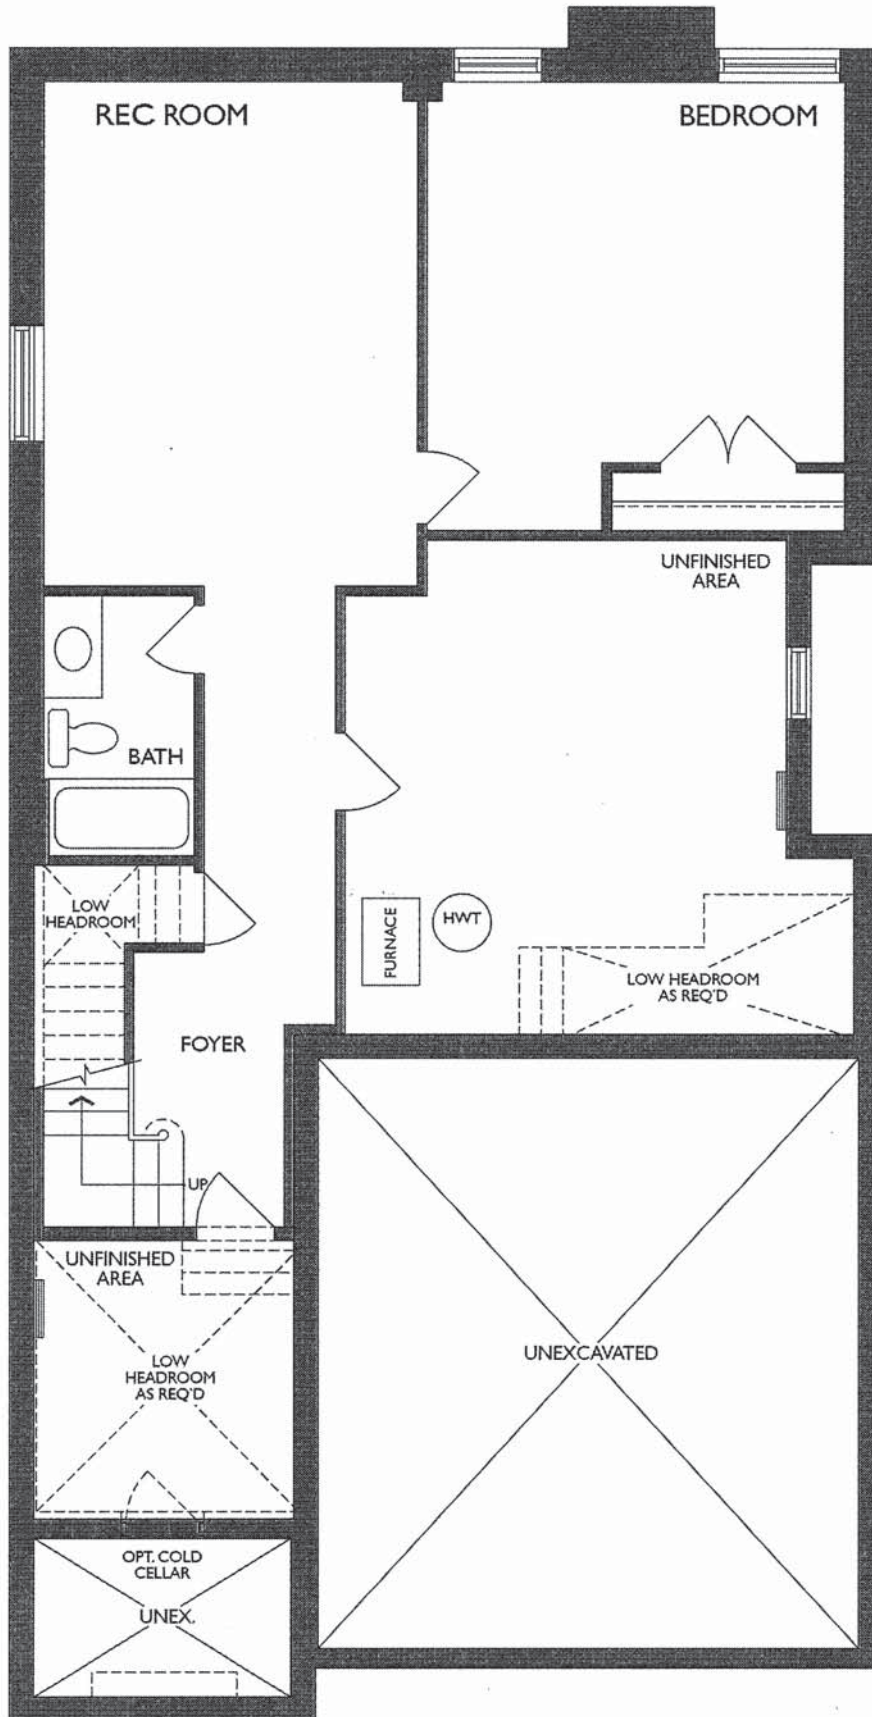 REC ROOM
BEDROOM
UNFINISHED
AREA
BATH
LOW
HEADROOM
FURNACE
HWT
LOW HEADROOM
AS REQ'D
FOYER
UP
UNFINISHED
AREA
LOW
HEADROOM
AS REQ'D
UNEXCAVATED
OPT. COLD
CELLAR
UNEX.